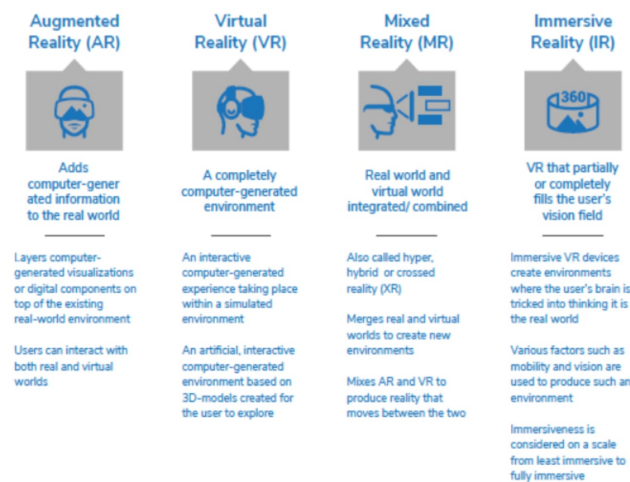 Augmented
Reality (AR)
Adds
computer-gener
ated information
to the real world
Layers computer-
generated visualizations
or digital components on
top of the existing
real-world environment
Users can interact with
both real and virtual
worlds
Virtual
Reality (VR)
A completely
computer-generated
environment
An interactive
computer-generated
experience taking place
within a simulated
environment
An artificial, interactive
computer-generated
environment based on
3D-models created for
the user to explore
Mixed
Reality (MR)
Real world and
virtual world
integrated/ combined
Also called hyper,
hybrid or crossed
reality (XR)
Merges real and virtual
worlds to create new
environments
Mixes AR and VR to
produce reality that
moves between the two
Immersive
Reality (IR)
360
VR that partially
or completely
fills the user's
vision field
Immersive VR devices
create environments
where the user's brain is
tricked into thinking it is
the real world
Various factors such as
mobility and vision are
used to produce such an
environment
Immersiveness is
considered on a scale
from least immersive to
fully immersive